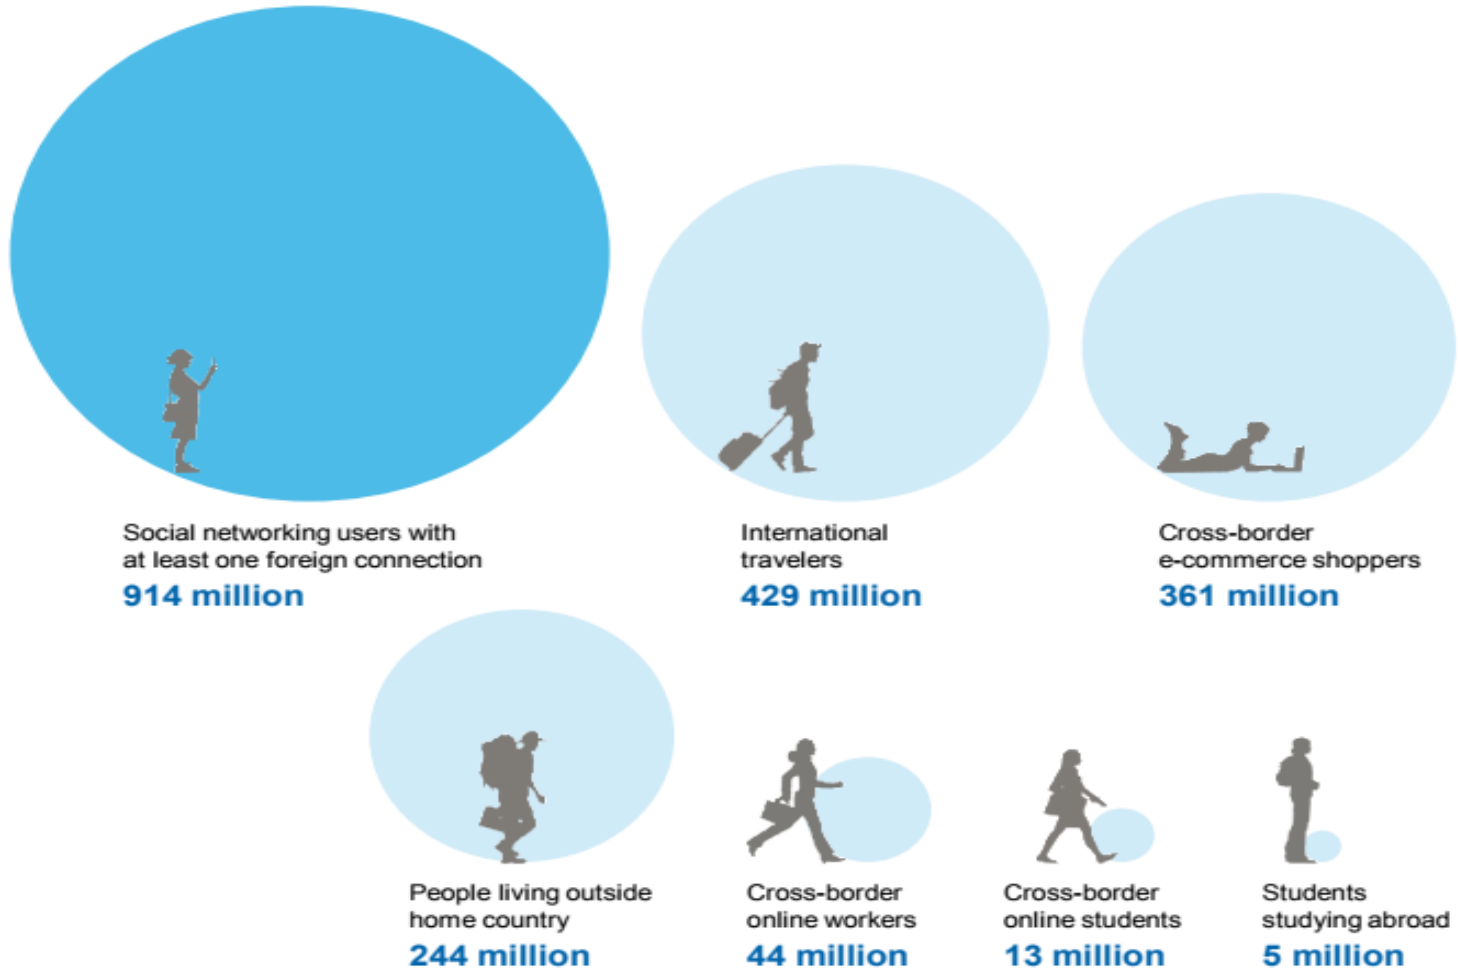 Social networking users with
at least one foreign connection
914 million
International
travelers
429 million
Cross-border
e-commerce shoppers
361 million
People living outside
home country
244 million
Cross-border
online workers
44 million
Cross-border
online students
13 million
Students
studying abroad
5 million